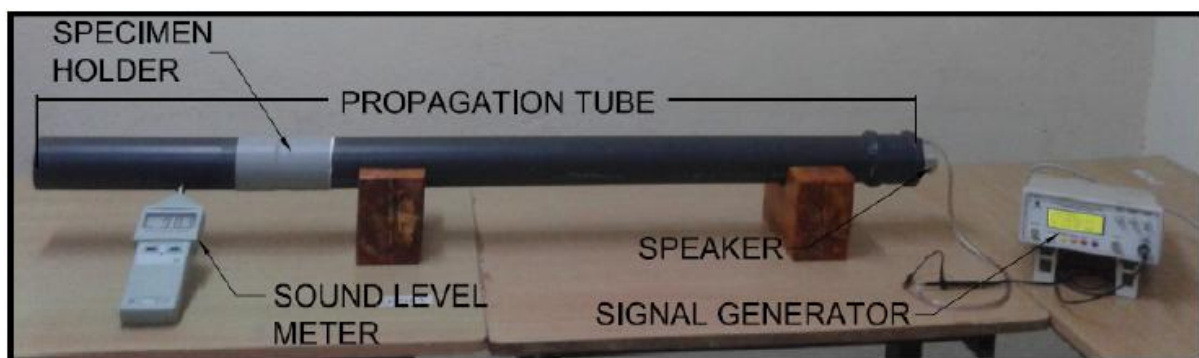 SPECIMEN
HOLDER
PROPAGATION TUBE
SPEAKER
SOUND LEVEL
METER
SIGNAL GENERATOR